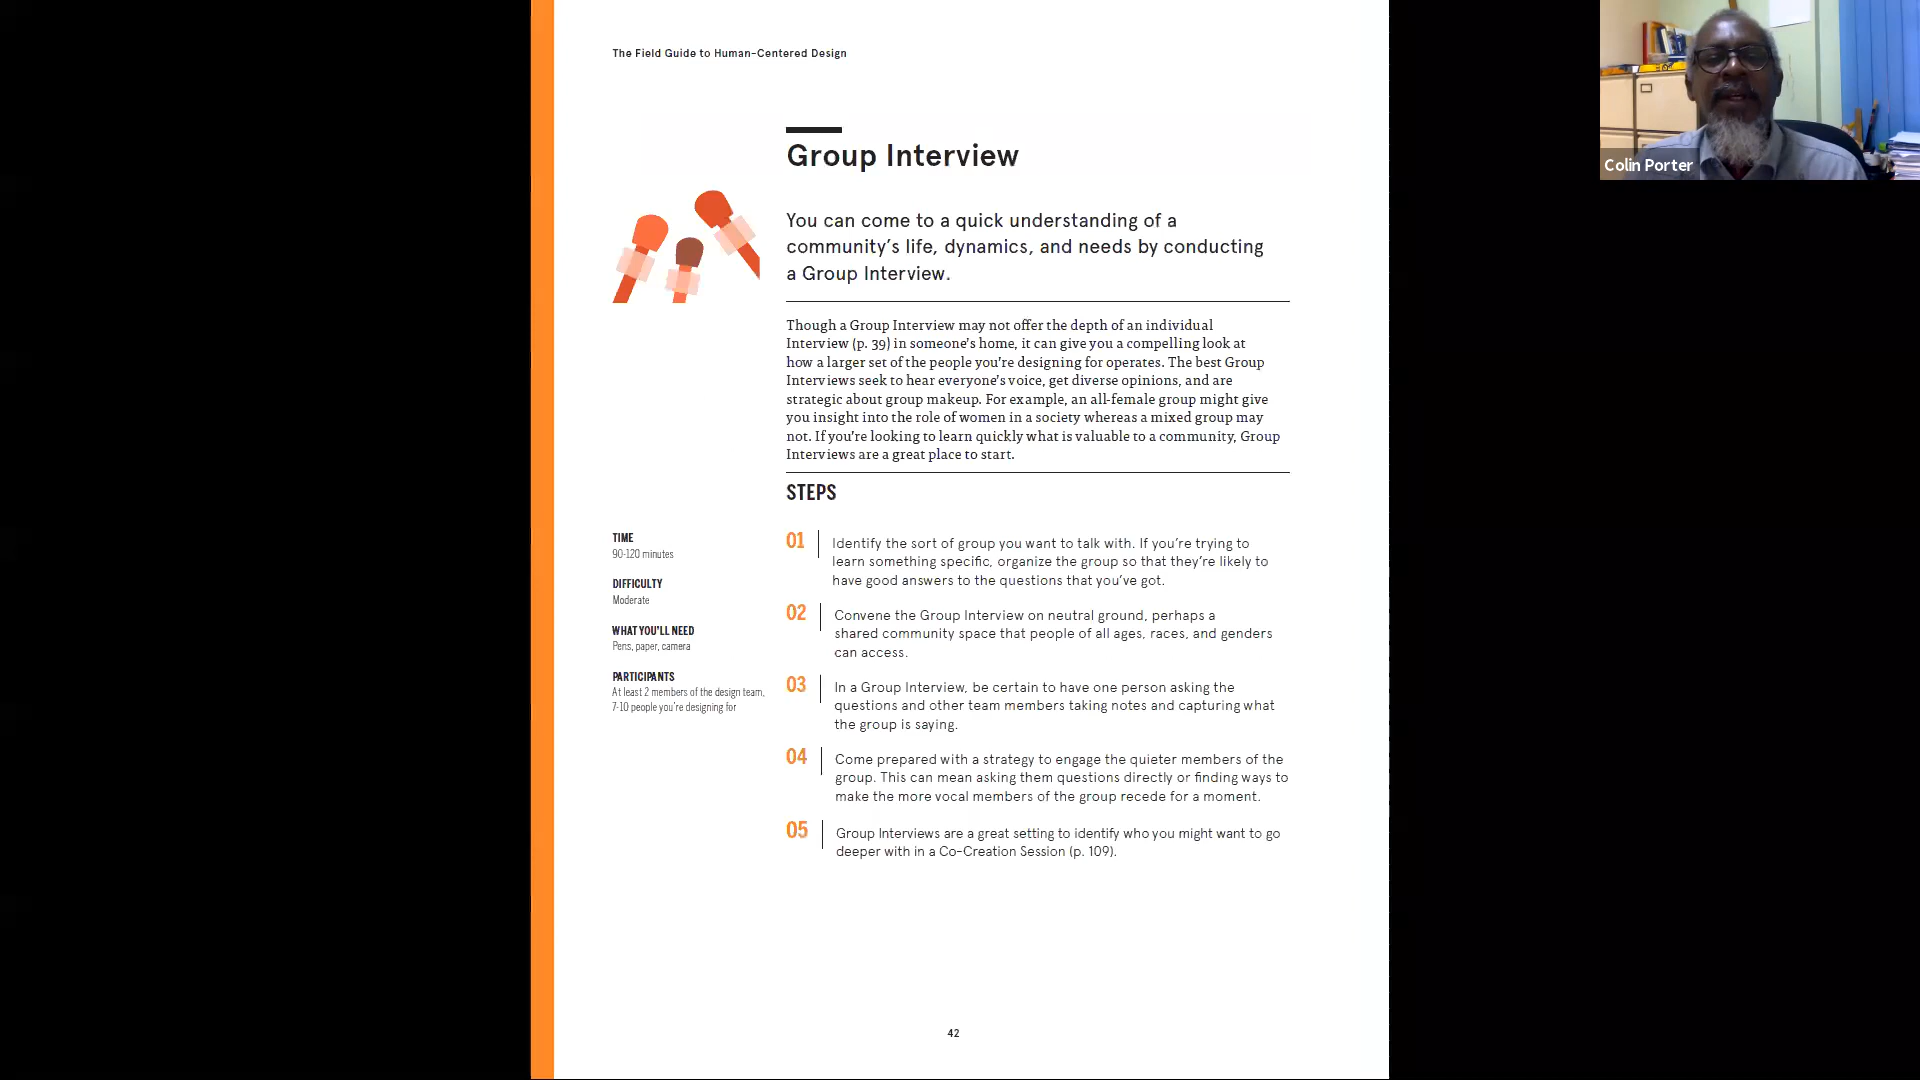 The Field Guide to Human-Centered Design
Group Interview
You can come to a quick understanding of a
community's life, dynamics, and needs by conducting
a Group Interview.
Though a Group Interview may not offer the depth of an individual
Interview (p. 39) in someone's home, it can give you a compelling look at
how a larger set of the people you're designing for operates. The best Group
Interviews seek to hear everyone's voice, get diverse opinions, and are
strategic about group makeup. For example, an all-female group might give
you insight into the role of women in a society whereas a mixed group may
not. If you're looking to learn quickly what is valuable to a community, Group
Interviews are a great place to start.
STEPS
TIME
90-120 minutes
DIFFICULTY
Moderate
WHAT YOU'LL NEED
Pens, paper, camera
PARTICIPANTS
At least 2 members of the design team,
7-10 people you're designing for
01
Identify the sort of group you want to talk with. If you're trying to
learn something specific, organize the group so that they're likely to
have good answers to the questions that you've got.
02
Convene the Group Interview on neutral ground, perhaps a
shared community space that people of all ages, races, and genders
can access.
03
In a Group Interview, be certain to have one person asking the
questions and other team members taking notes and capturing what
the group is saying.
04
Come prepared with a strategy to engage the quieter members of the
group. This can mean asking them questions directly or finding ways to
make the more vocal members of the group recede for a moment.
05
Group Interviews are a great setting to identify who you might want to go
deeper with in a Co-Creation Session (p. 109).
42
Colin Porter